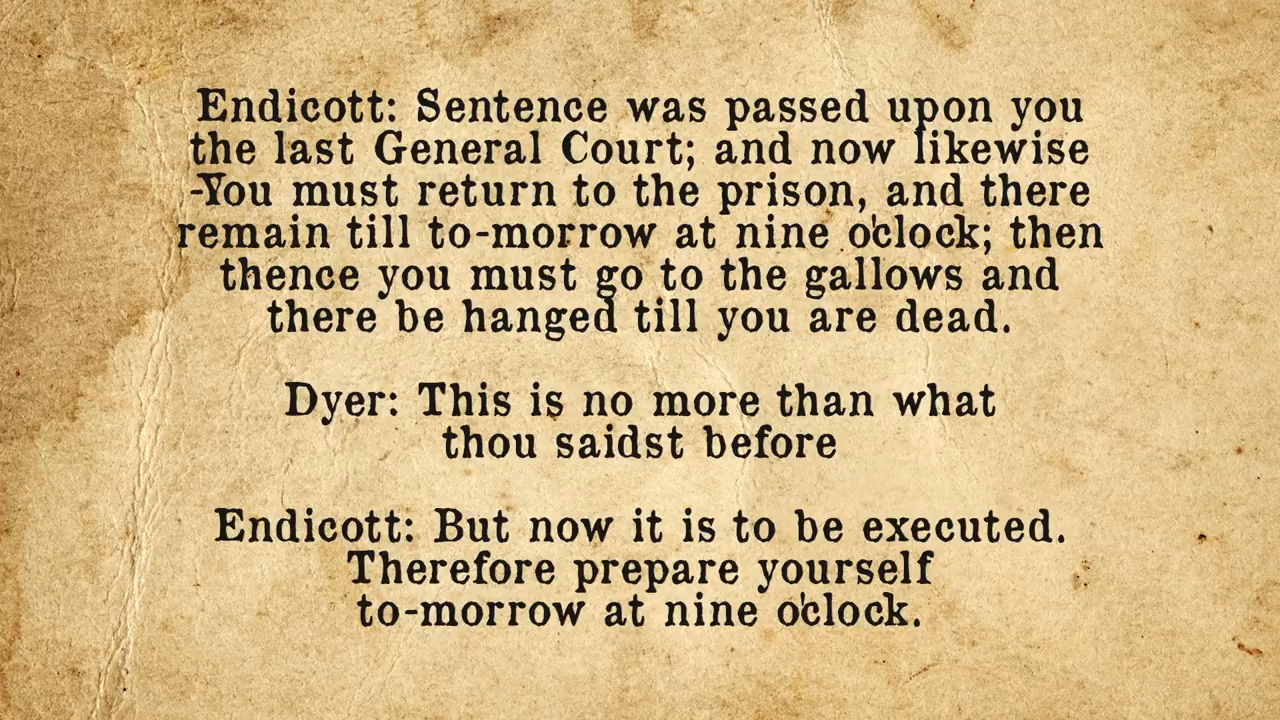 Endicott: Sentence was passed upon you
the last General Court; and now likewise
-You must return to the prison, and there
remain till to-morrow at nine o'clock; then
thence you must go to the gallows and
there be hanged till you are dead.
Dyer: This is no more than what
thou saidst before
Endicott: But now it is to be executed.
Therefore prepare yourself
to-morrow at nine o'clock.